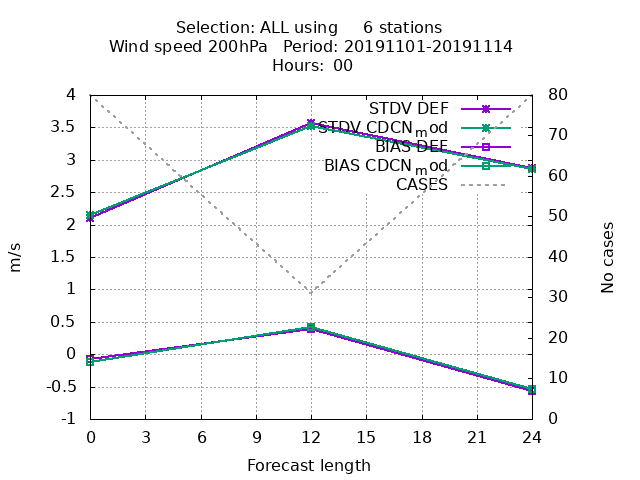 Selection: ALL using     6 stations
Wind speed 200hPa   Period: 20191101-20191114
Hours:  00
STDV DEF
STDV CDCN_mod
BIAS DEF
BIAS CDCN_mod
CASES
4
3.5
3
2.5
2
1.5
1
0.5
0
-0.5
-1
m/s
80
70
60
50
40
30
20
10
0
No cases
0 3 6 9 12 15 18 21 24
Forecast length